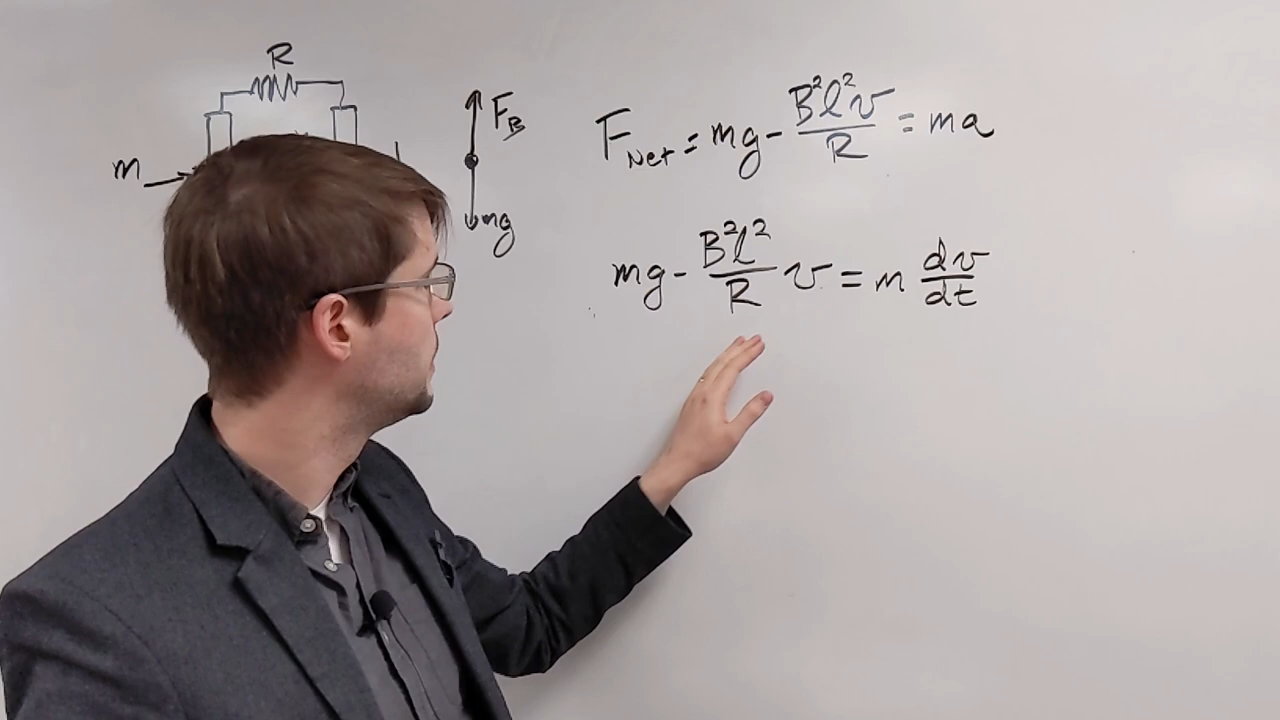 R
m
F_B
mg
F_Net = mg - B²l²v/R = ma
mg - B²l²/R v = m dv/dt